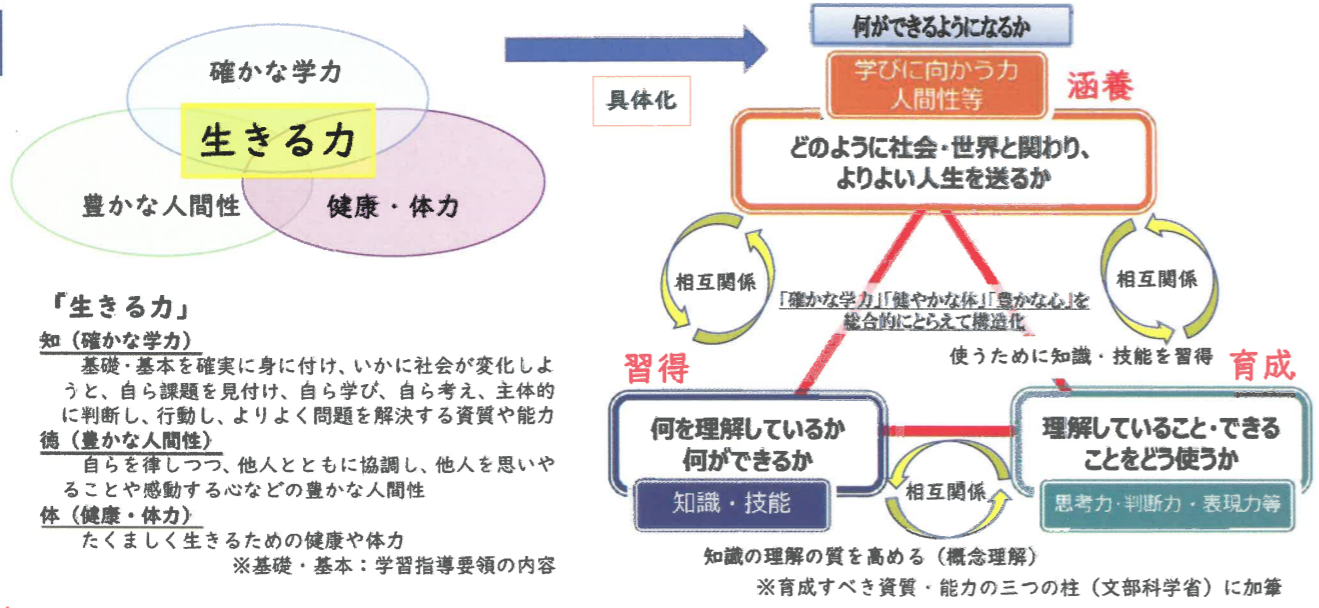 確かな学力
生きる力
豊かな人間性
健康・体力
『生きる力』
知（確かな学力）
基礎・基本を確実に身に付け、いかに社会が変化しよ
うと、自ら課題を見付け、自ら学び、自ら考え、主体的
に判断し、行動し、よりよく問題を解決する資質や能力
徳（豊かな人間性）
自らを律しつつ、他人とともに協調し、他人を思いや
ることや感動する心などの豊かな人間性
体（健康・体力）
たくましく生きるための健康や体力
※基礎・基本：学習指導要領の内容
具体化
何ができるようになるか
学びに向かう力
人間性等
涵養
どのように社会・世界と関わり、
よりよい人生を送るか
相互関係
相互関係
「確かな学力」「健やかな体」「豊かな心」を
総合的にとらえて構造化
使うために知識・技能を習得
習得
育成
何を理解しているか
何ができるか
知識・技能
理解していること・できる
ことをどう使うか
思考力・判断力・表現力等
相互関係
知識の理解の質を高める（概念理解）
※育成すべき資質・能力の三つの柱（文部科学省）に加筆